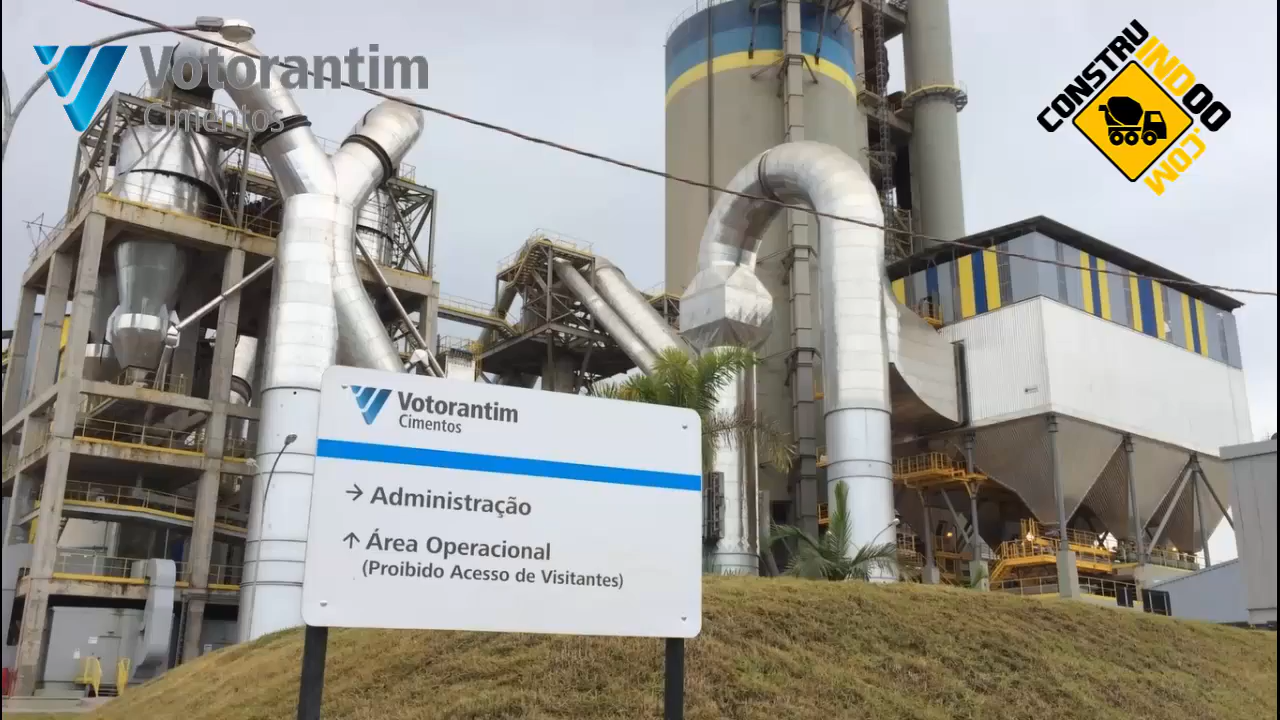 Votorantim
Cimentos
CONSTRUINDOO
.COM
Votorantim
Cimentos
→ Administração
↑ Área Operacional
(Proibido Acesso de Visitantes)